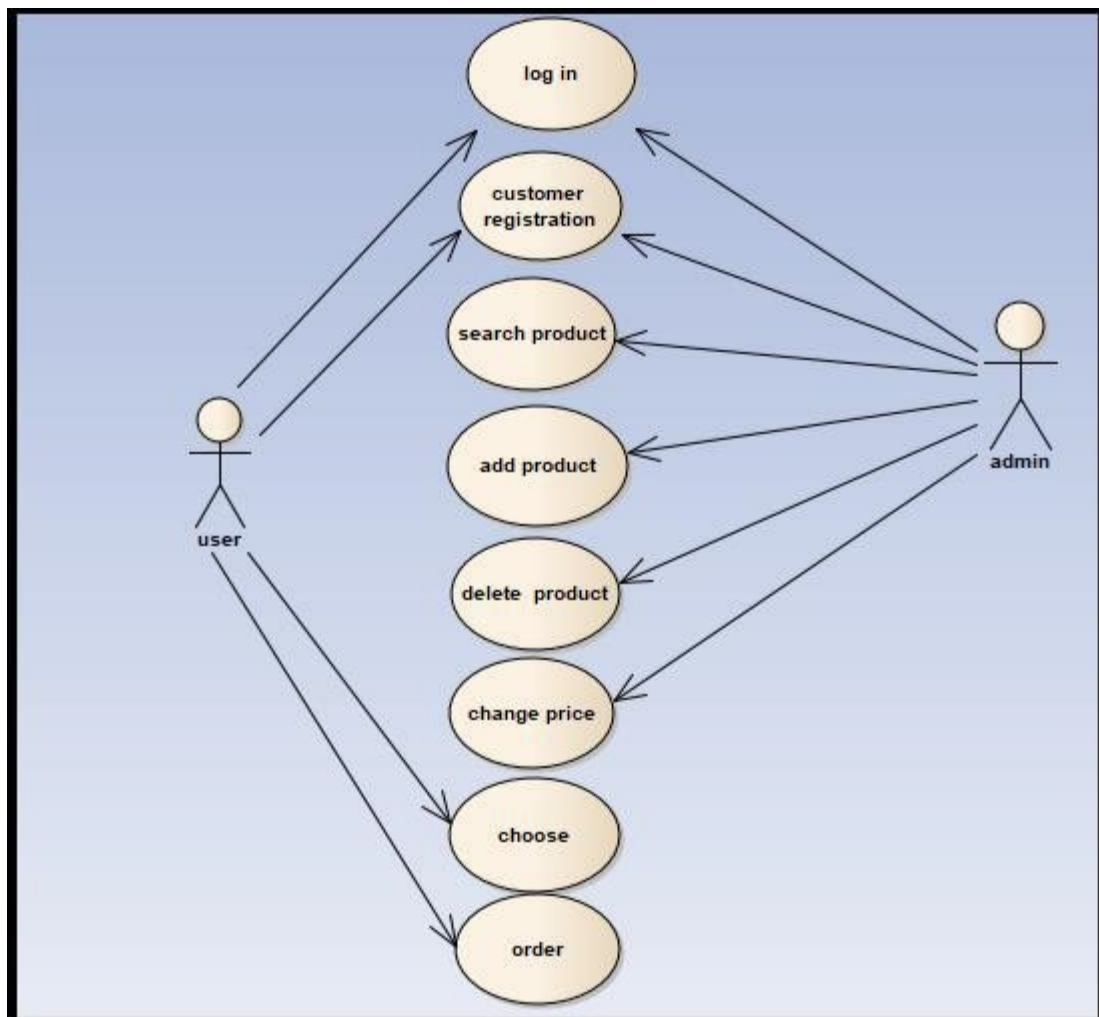 log in
customer
registration
search product
add product
admin
user
delete  product
change price
choose
order